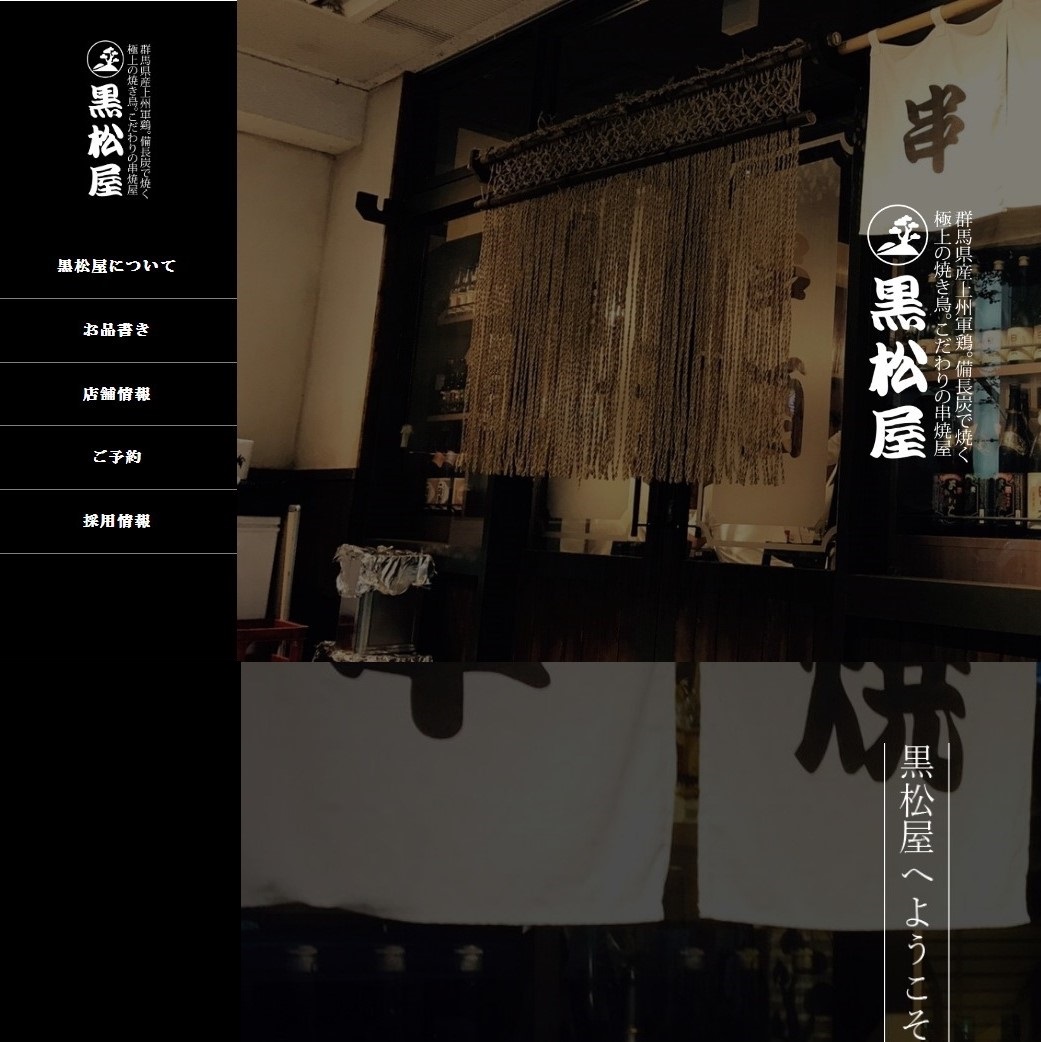 群馬県産上州軍鶏。備長炭で焼く
極上の焼き鳥。こだわりの串焼屋
黒松屋
黒松屋について
お品書き
店舗情報
ご予約
採用情報
串
群馬県産上州軍鶏。備長炭で焼く
極上の焼き鳥。こだわりの串焼屋
黒松屋
串
焼
黒松屋へようこそ